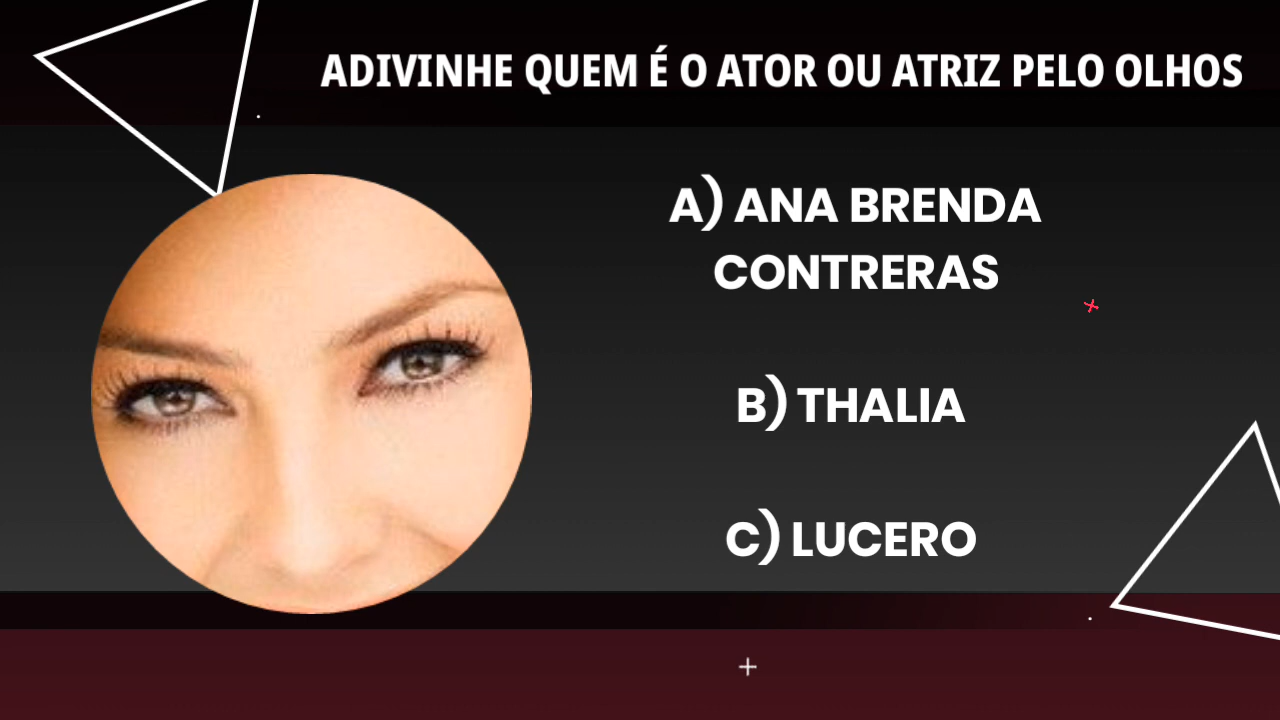 ADIVINHE QUEM É O ATOR OU ATRIZ PELO OLHOS
A) ANA BRENDA
CONTRERAS
B) THALIA
C) LUCERO